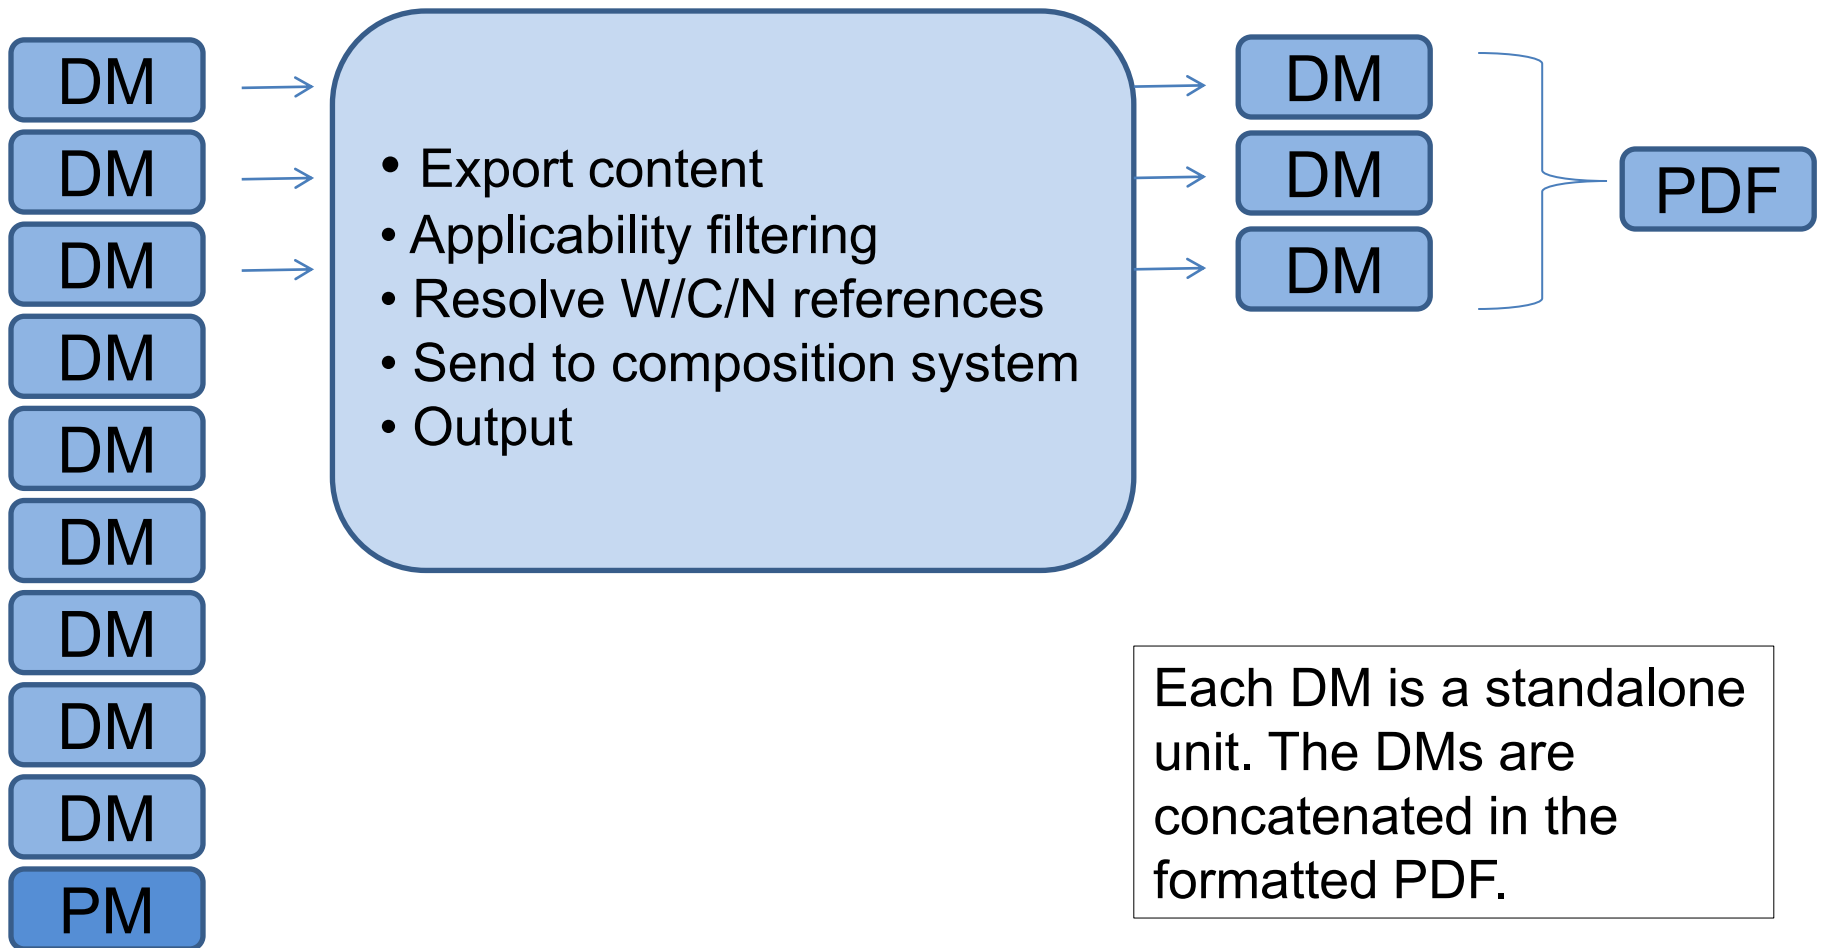 DM
DM
DM
DM
DM
DM
DM
DM
DM
PM
• Export content
• Applicability filtering
• Resolve W/C/N references
• Send to composition system
• Output
DM
DM
DM
PDF
Each DM is a standalone
unit. The DMs are
concatenated in the
formatted PDF.